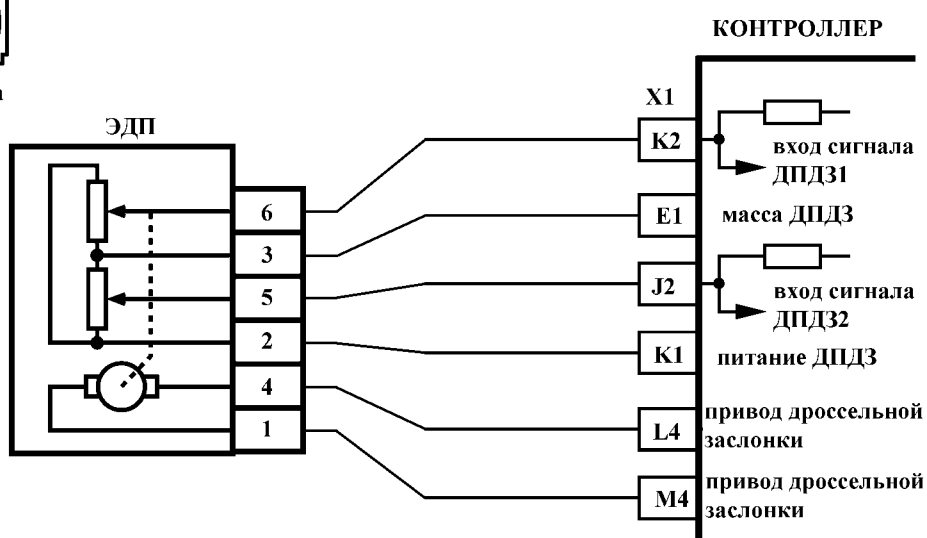 КОНТРОЛЛЕР
а
ЭДП
X1
K2
вход сигнала
ДПДЗ1
6
E1
масса ДПДЗ
3
J2
вход сигнала
ДПДЗ2
5
2
K1
питание ДПДЗ
4
L4
привод дроссельной
заслонки
1
M4
привод дроссельной
заслонки